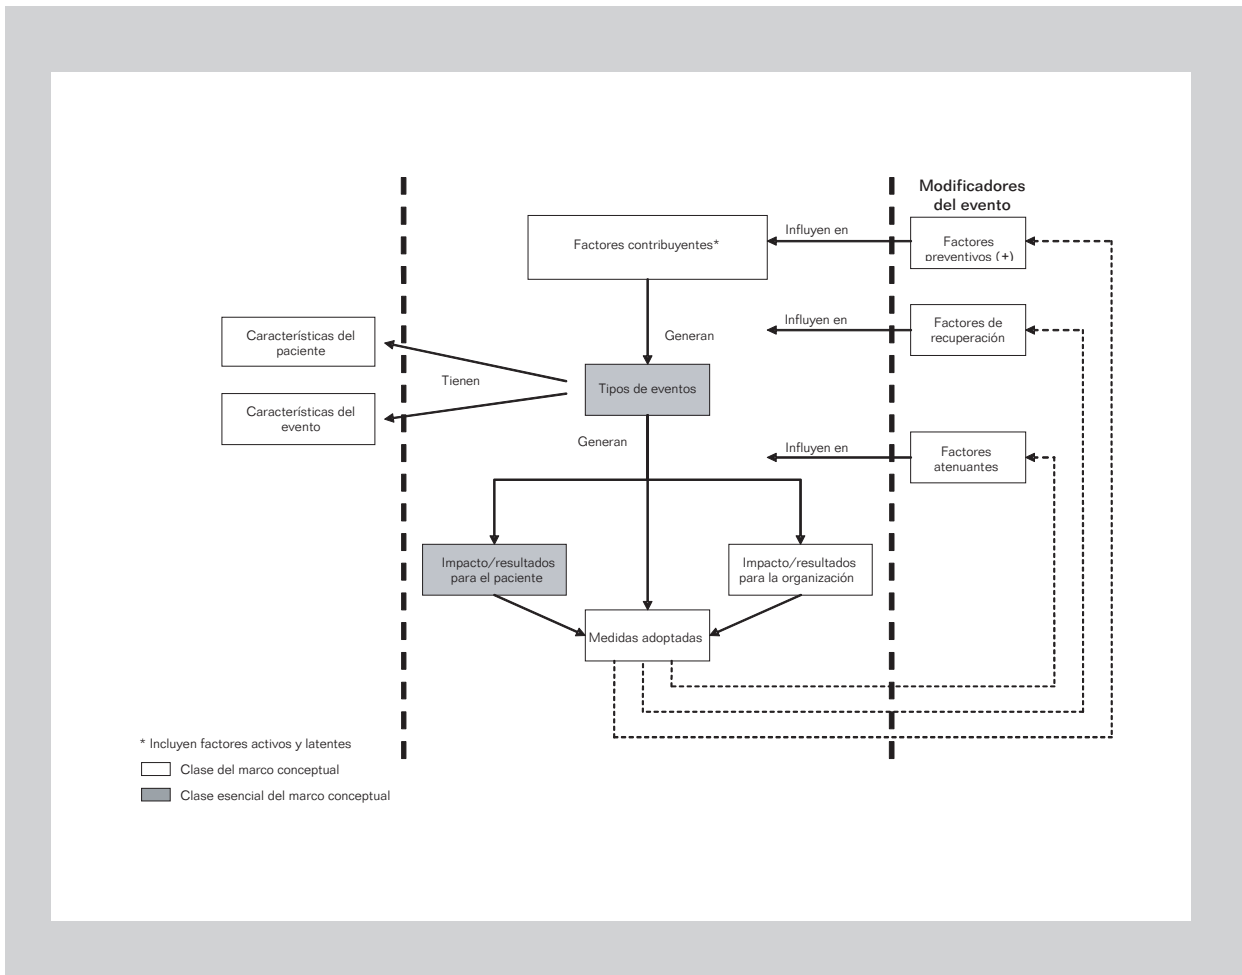 Modificadores
del evento
Factores contribuyentes*
Influyen en
Factores
preventivos (+)
Generan
Influyen en
Factores de
recuperación
Características del
paciente
Tienen
Tipos de eventos
Características del
evento
Generan
Influyen en
Factores
atenuantes
Impacto/resultados
para el paciente
Impacto/resultados
para la organización
Medidas adoptadas
* Incluyen factores activos y latentes
Clase del marco conceptual
Clase esencial del marco conceptual